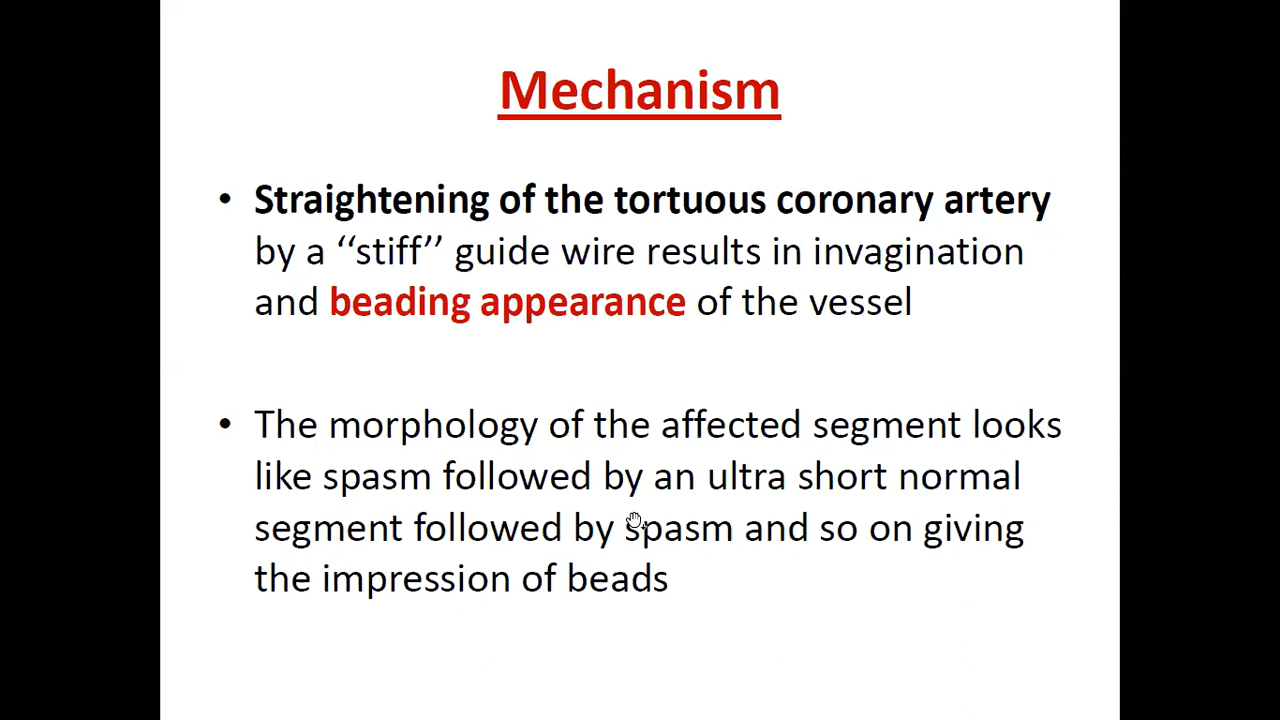 Mechanism
• Straightening of the tortuous coronary artery
by a ‘‘stiff’’ guide wire results in invagination
and beading appearance of the vessel
• The morphology of the affected segment looks
like spasm followed by an ultra short normal
segment followed by spasm and so on giving
the impression of beads